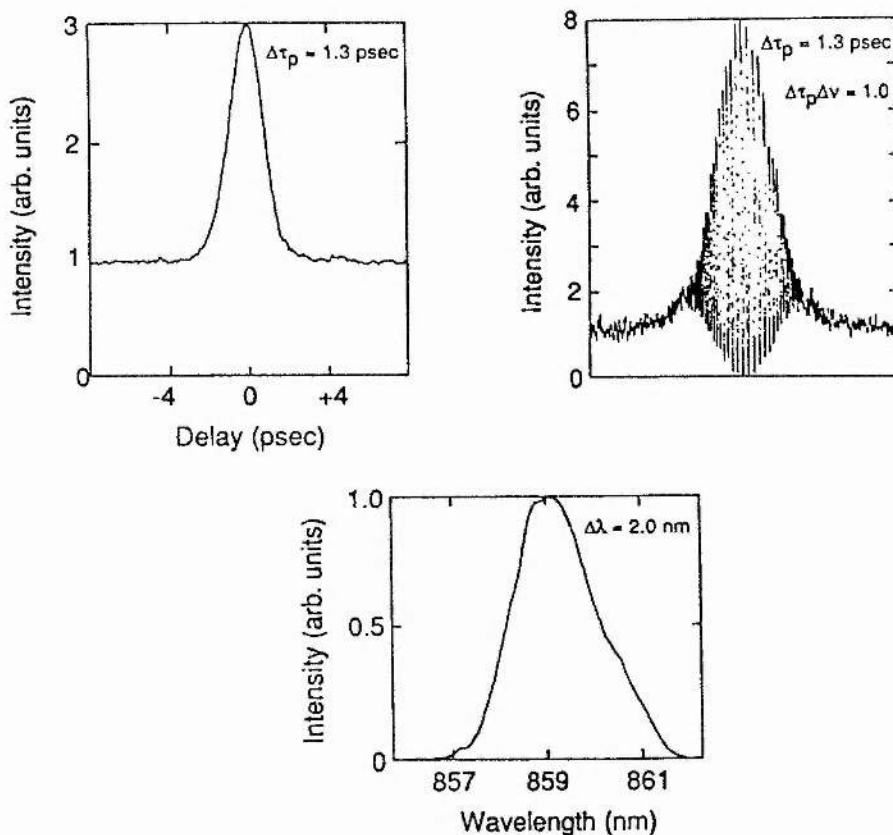 3
2
1
0
Intensity (arb. units)
Δτp = 1.3 psec
-4 0 +4
Delay (psec)
8
6
4
2
0
Intensity (arb. units)
Δτp = 1.3 psec
ΔτpΔν = 1.0
1.0
0.5
0
Intensity (arb. units)
Δλ = 2.0 nm
857 859 861
Wavelength (nm)